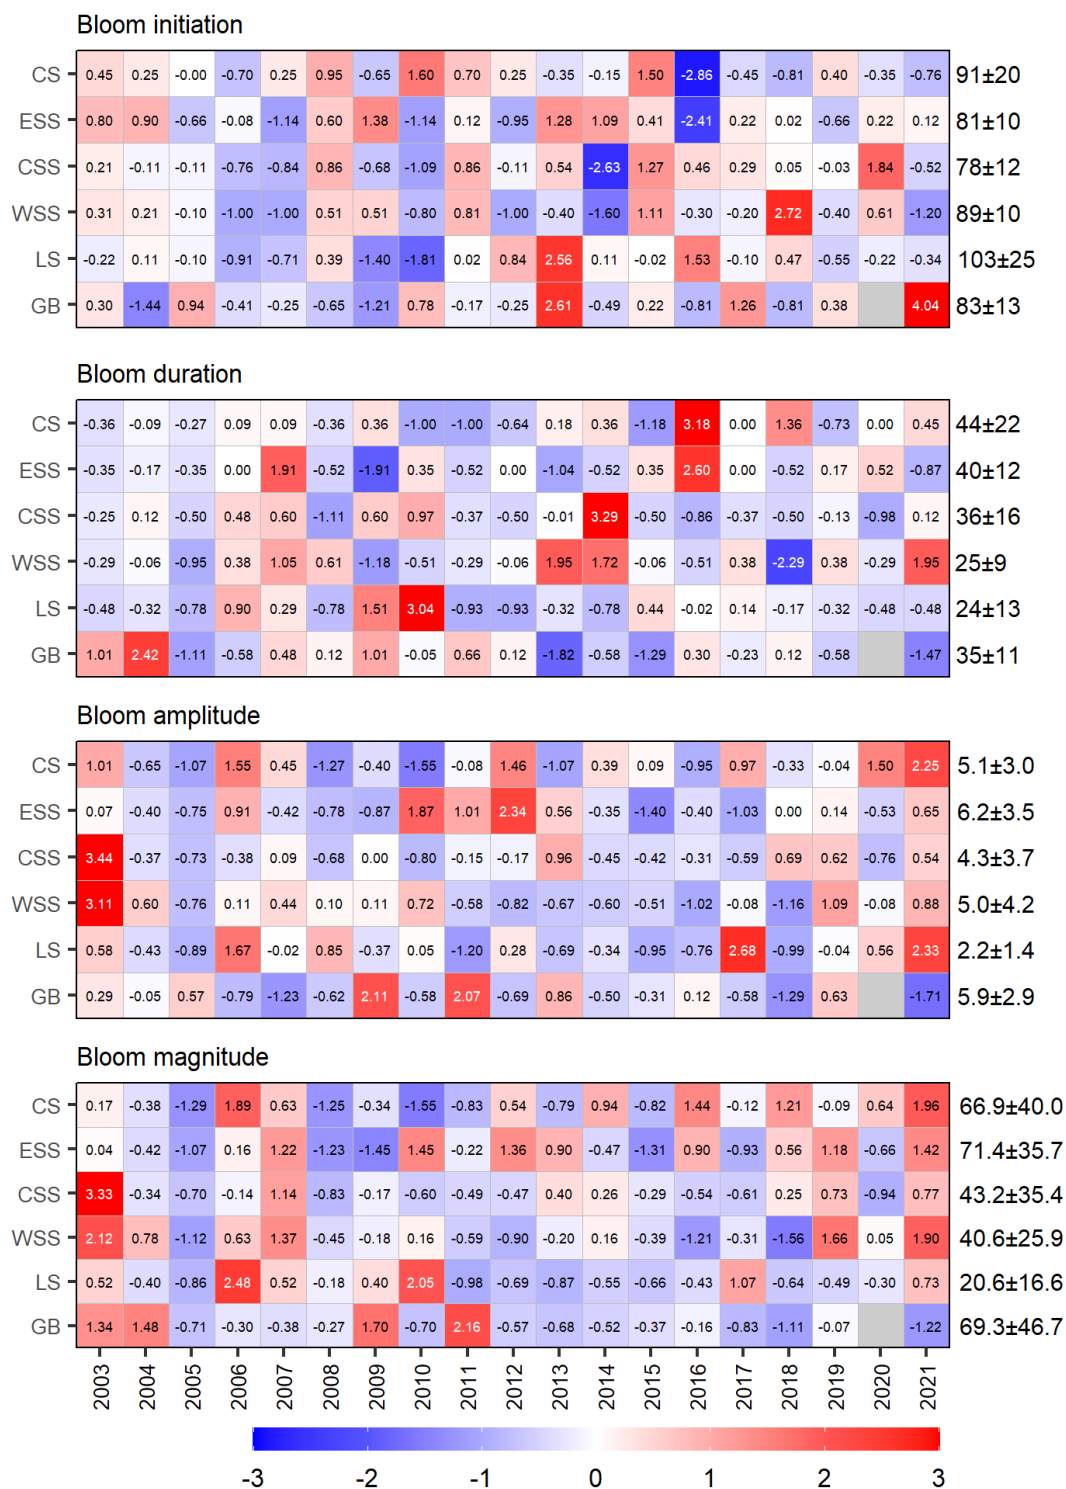 Bloom initiation
CS 0.45 0.25 -0.00 -0.70 0.25 0.95 -0.65 1.60 0.70 0.25 -0.35 -0.15 1.50 -2.86 -0.45 -0.81 0.40 -0.35 -0.76 91±20
ESS 0.80 0.90 -0.66 -0.08 -1.14 0.60 1.38 -1.14 0.12 -0.95 1.28 1.09 0.41 -2.41 0.22 0.02 -0.66 0.22 0.12 81±10
CSS 0.21 -0.11 -0.11 -0.76 -0.84 0.86 -0.68 -1.09 0.86 -0.11 0.54 -2.63 1.27 0.46 0.29 0.05 -0.03 1.84 -0.52 78±12
WSS 0.31 0.21 -0.10 -1.00 -1.00 0.51 0.51 -0.80 0.81 -1.00 -0.40 -1.60 1.11 -0.30 -0.20 2.72 -0.40 0.61 -1.20 89±10
LS -0.22 0.11 -0.10 -0.91 -0.71 0.39 -1.40 -1.81 0.02 0.84 2.56 0.11 -0.02 1.53 -0.10 0.47 -0.55 -0.22 -0.34 103±25
GB 0.30 -1.44 0.94 -0.41 -0.25 -0.65 -1.21 0.78 -0.17 -0.25 2.61 -0.49 0.22 -0.81 1.26 -0.81 0.38 4.04 83±13
Bloom duration
CS -0.36 -0.09 -0.27 0.09 0.09 -0.36 0.36 -1.00 -1.00 -0.64 0.18 0.36 -1.18 3.18 0.00 1.36 -0.73 0.00 0.45 44±22
ESS -0.35 -0.17 -0.35 0.00 1.91 -0.52 -1.91 0.35 -0.52 0.00 -1.04 -0.52 0.35 2.60 0.00 -0.52 0.17 0.52 -0.87 40±12
CSS -0.25 0.12 -0.50 0.48 0.60 -1.11 0.60 0.97 -0.37 -0.50 -0.01 3.29 -0.50 -0.86 -0.37 -0.50 -0.13 -0.98 0.12 36±16
WSS -0.29 -0.06 -0.95 0.38 1.05 0.61 -1.18 -0.51 -0.29 -0.06 1.95 1.72 -0.06 -0.51 0.38 -2.29 0.38 -0.29 1.95 25±9
LS -0.48 -0.32 -0.78 0.90 0.29 -0.78 1.51 3.04 -0.93 -0.93 -0.32 -0.78 0.44 -0.02 0.14 -0.17 -0.32 -0.48 -0.48 24±13
GB 1.01 2.42 -1.11 -0.58 0.48 0.12 1.01 -0.05 0.66 0.12 -1.82 -0.58 -1.29 0.30 -0.23 0.12 -0.58 -1.47 35±11
Bloom amplitude
CS 1.01 -0.65 -1.07 1.55 0.45 -1.27 -0.40 -1.55 -0.08 1.46 -1.07 0.39 0.09 -0.95 0.97 -0.33 -0.04 1.50 2.25 5.1±3.0
ESS 0.07 -0.40 -0.75 0.91 -0.42 -0.78 -0.87 1.87 1.01 2.34 0.56 -0.35 -1.40 -0.40 -1.03 0.00 0.14 -0.53 0.65 6.2±3.5
CSS 3.44 -0.37 -0.73 -0.38 0.09 -0.68 0.00 -0.80 -0.15 -0.17 0.96 -0.45 -0.42 -0.31 -0.59 0.69 0.62 -0.76 0.54 4.3±3.7
WSS 3.11 0.60 -0.76 0.11 0.44 0.10 0.10 0.72 -0.58 -0.82 -0.67 -0.60 -0.51 -1.02 -0.08 -1.16 1.09 -0.08 0.88 5.0±4.2
LS 0.58 -0.43 -0.89 1.67 -0.02 0.85 -0.37 0.05 -1.20 0.28 -0.69 -0.34 -0.95 -0.76 2.68 -0.99 -0.04 0.56 2.33 2.2±1.4
GB 0.29 -0.05 0.57 -0.79 -1.23 -0.62 2.11 -0.58 2.07 -0.69 0.86 -0.50 -0.31 0.12 -0.58 -1.29 0.63 -1.71 5.9±2.9
Bloom magnitude
CS 0.17 -0.38 -1.29 1.89 0.63 -1.25 -0.34 -1.55 -0.83 0.54 -0.79 0.94 -0.82 1.44 -0.12 1.21 -0.09 0.64 1.96 66.9±40.0
ESS 0.04 -0.42 -1.07 0.16 1.22 -1.23 -1.45 1.45 -0.22 1.36 0.90 -0.47 -1.31 0.90 -0.93 0.56 1.18 -0.66 1.42 71.4±35.7
CSS 3.33 -0.34 -0.70 -0.14 1.14 -0.83 -0.17 -0.60 -0.49 -0.47 0.40 0.26 -0.29 -0.54 -0.61 0.25 0.73 -0.94 0.77 43.2±35.4
WSS 2.12 0.78 -1.12 0.63 1.37 -0.45 -0.18 0.16 -0.59 -0.90 -0.20 0.16 -0.39 -1.21 -0.31 -1.56 1.66 0.05 1.90 40.6±25.9
LS 0.52 -0.40 -0.86 2.48 0.52 -0.18 0.40 2.05 -0.98 -0.69 -0.87 -0.55 -0.66 -0.43 1.07 -0.64 -0.49 -0.30 0.73 20.6±16.6
GB 1.34 1.48 -0.71 -0.30 -0.38 -0.27 1.70 -0.70 2.16 -0.57 -0.68 -0.52 -0.37 -0.16 -0.83 -1.11 -0.07 -1.22 69.3±46.7
2003 2004 2005 2006 2007 2008 2009 2010 2011 2012 2013 2014 2015 2016 2017 2018 2019 2020 2021
-3 -2 -1 0 1 2 3